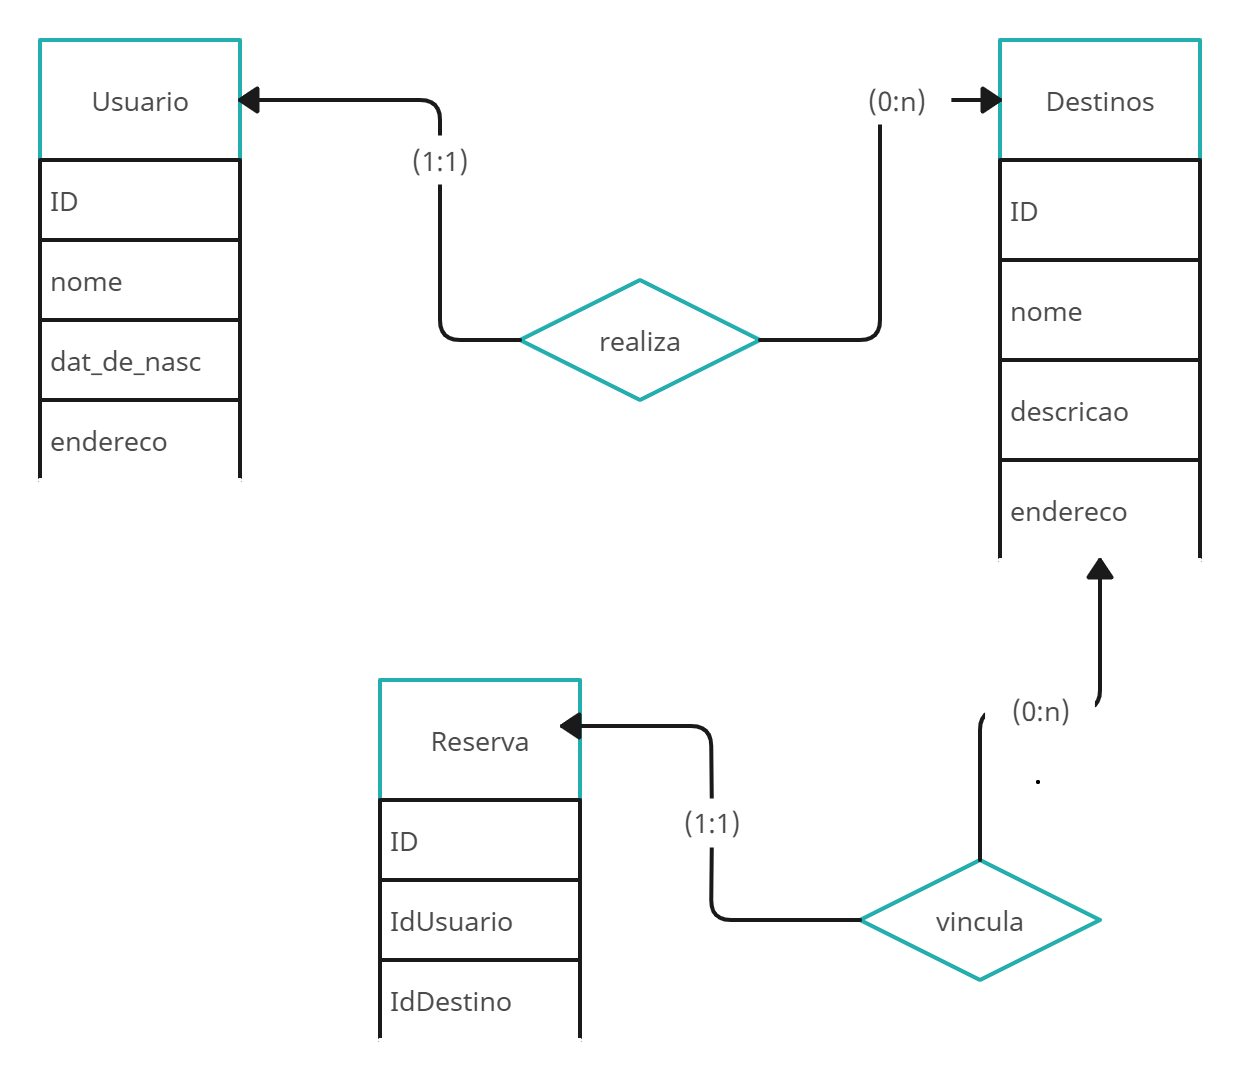 Usuario
ID
nome
dat_de_nasc
endereco
(1:1)
realiza
(0:n)
Destinos
ID
nome
descricao
endereco
Reserva
ID
IdUsuario
IdDestino
(1:1)
vincula
(0:n)